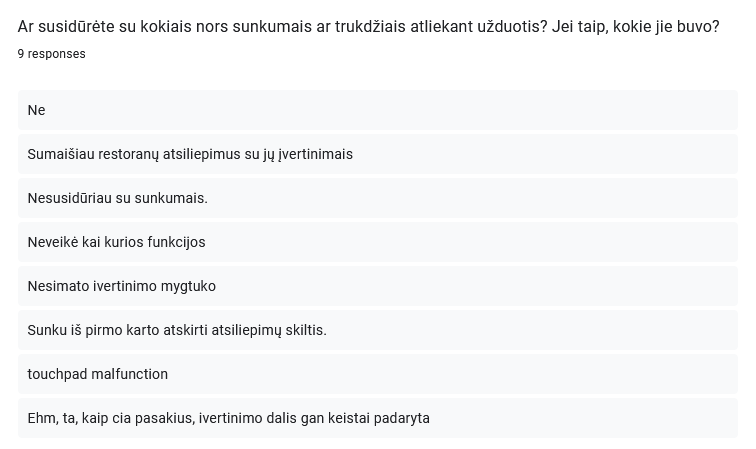 Ar susidūrėte su kokiais nors sunkumais ar trukdžiais atliekant užduotis? Jei taip, kokie jie buvo?
9 responses
Ne
Sumaišiau restoranų atsiliepimus su jų įvertinimais
Nesusidūriau su sunkumais.
Neveikė kai kurios funkcijos
Nesimato ivertinimo mygtuko
Sunku iš pirmo karto atskirti atsiliepimų skiltis.
touchpad malfunction
Ehm, ta, kaip cia pasakius, ivertinimo dalis gan keistai padaryta